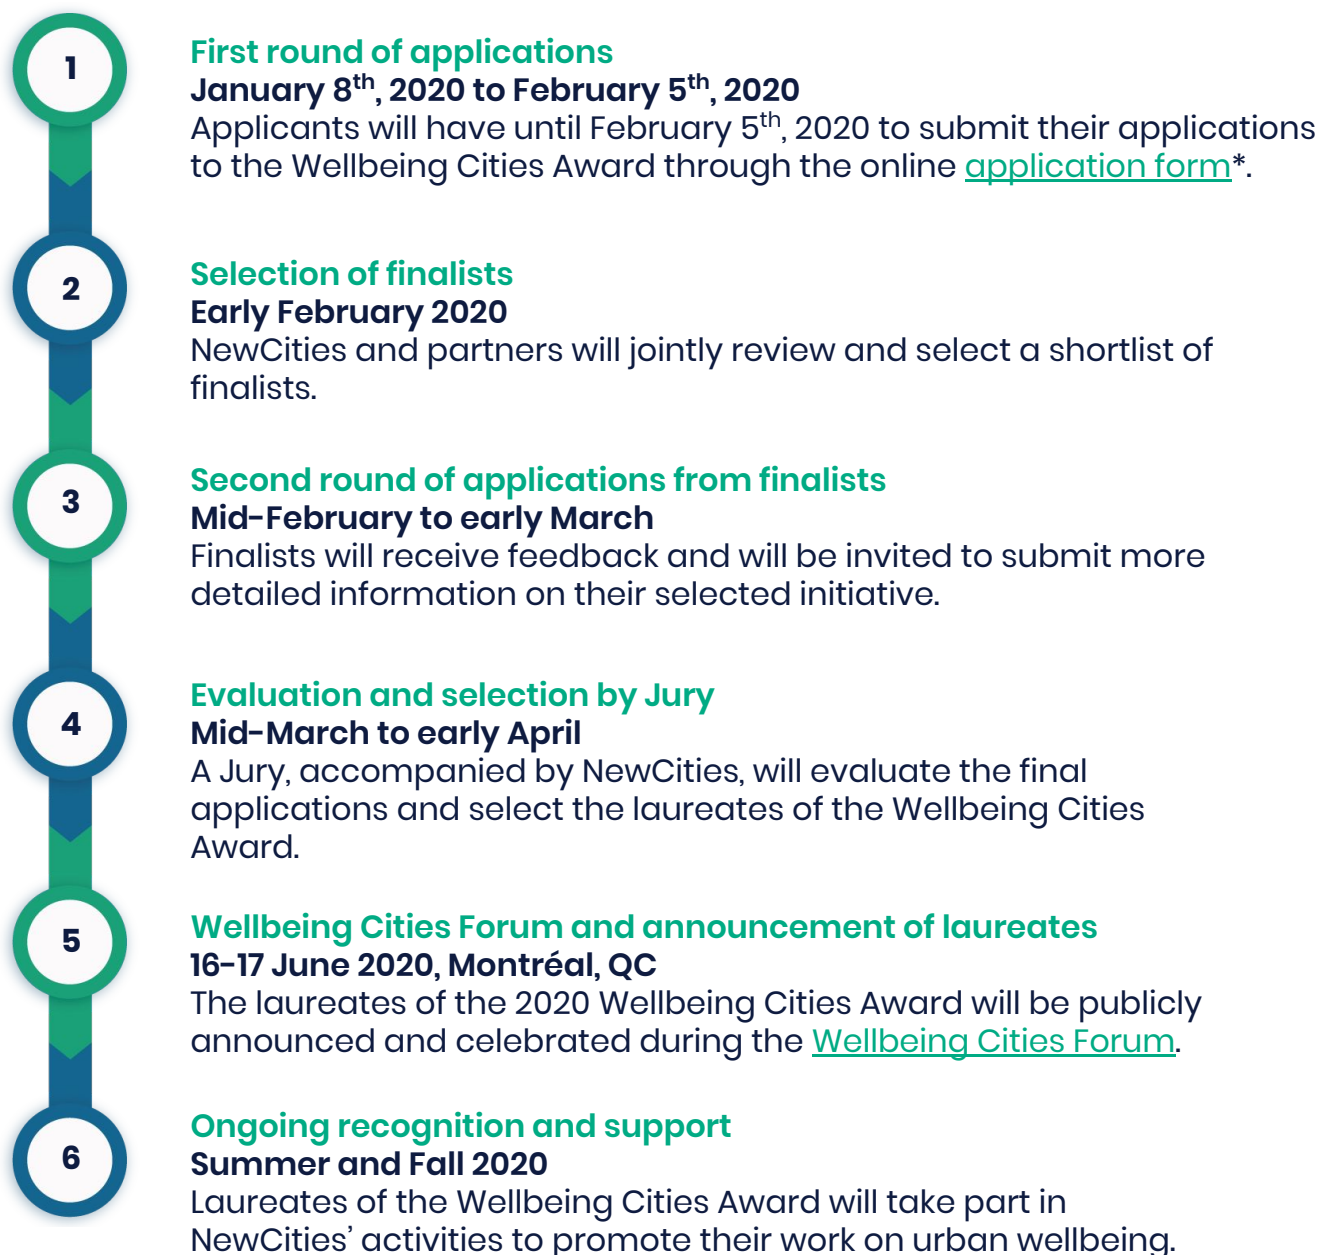 1
First round of applications
January 8th, 2020 to February 5th, 2020
Applicants will have until February 5th, 2020 to submit their applications
to the Wellbeing Cities Award through the online application form*.
2
Selection of finalists
Early February 2020
NewCities and partners will jointly review and select a shortlist of
finalists.
3
Second round of applications from finalists
Mid-February to early March
Finalists will receive feedback and will be invited to submit more
detailed information on their selected initiative.
4
Evaluation and selection by Jury
Mid-March to early April
A Jury, accompanied by NewCities, will evaluate the final
applications and select the laureates of the Wellbeing Cities
Award.
5
Wellbeing Cities Forum and announcement of laureates
16-17 June 2020, Montréal, QC
The laureates of the 2020 Wellbeing Cities Award will be publicly
announced and celebrated during the Wellbeing Cities Forum.
6
Ongoing recognition and support
Summer and Fall 2020
Laureates of the Wellbeing Cities Award will take part in
NewCities’ activities to promote their work on urban wellbeing.